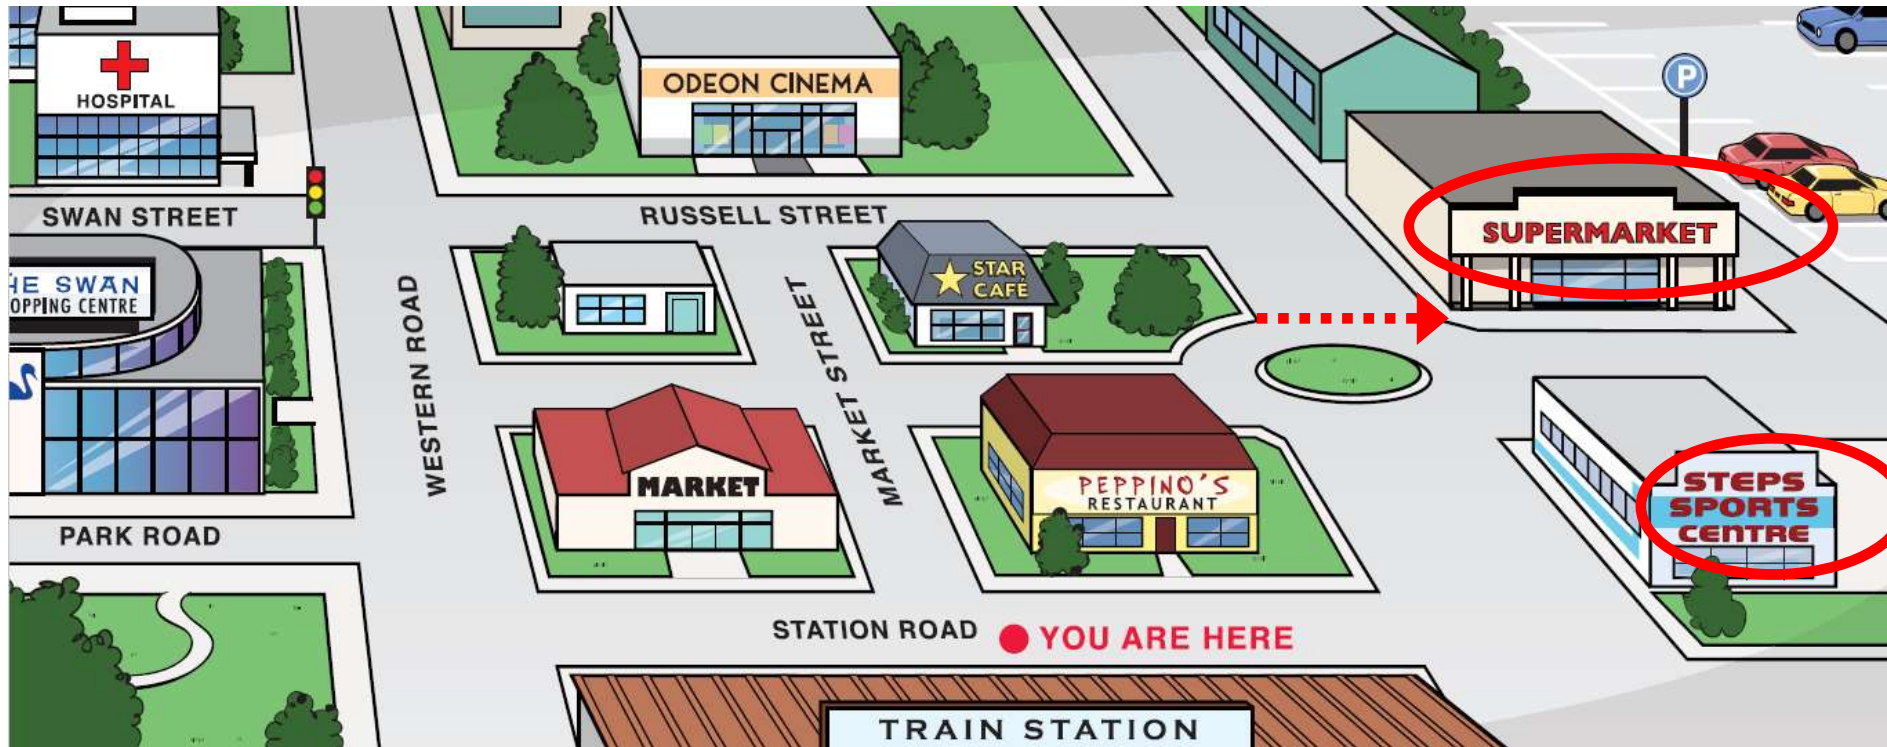 HOSPITAL
ODEON CINEMA
P
SWAN STREET
RUSSELL STREET
SUPERMARKET
STAR
CAFÉ
HE SWAN
OPPING CENTRE
WESTERN ROAD
MARKET STREET
MARKET
PEPPINO'S
RESTAURANT
STEPS
SPORTS
CENTRE
PARK ROAD
STATION ROAD
YOU ARE HERE
TRAIN STATION